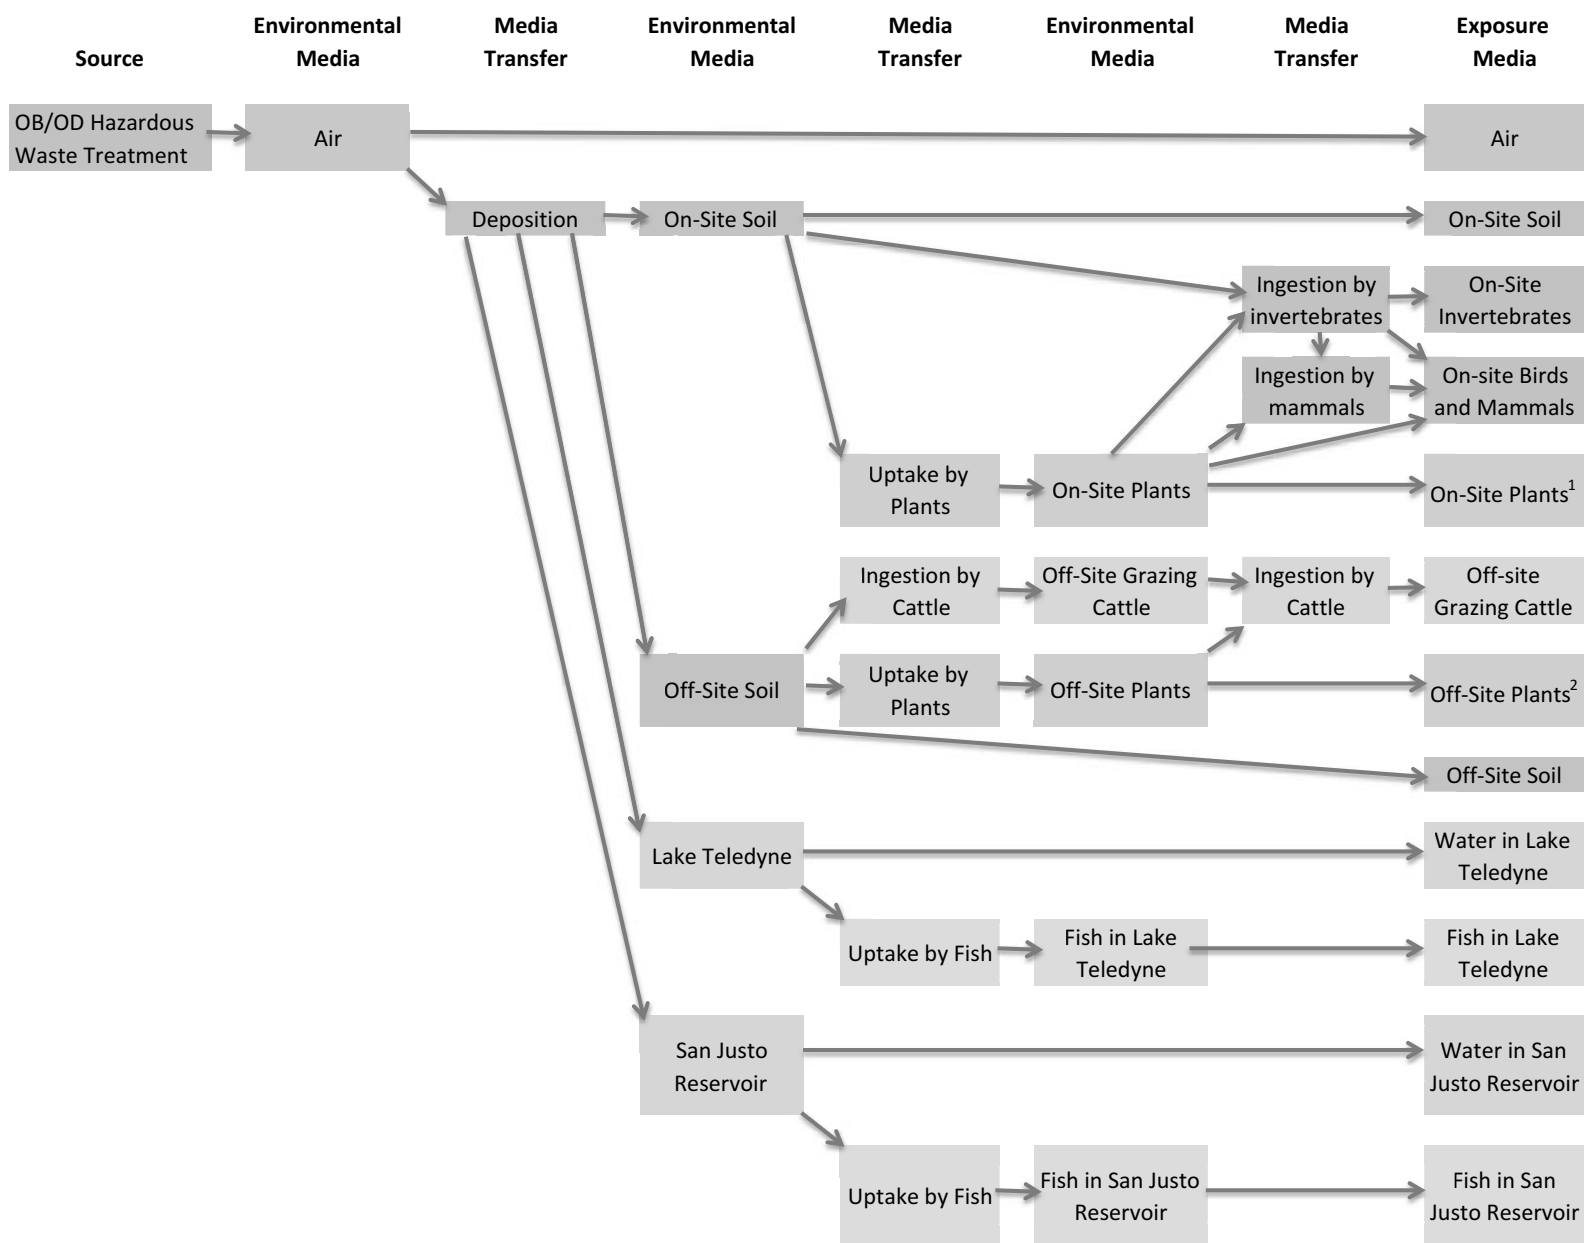 Source
Environmental
Media
Media
Transfer
Environmental
Media
Media
Transfer
Environmental
Media
Media
Transfer
Exposure
Media
OB/OD Hazardous
Waste Treatment
Air
Air
Deposition
On-Site Soil
On-Site Soil
Ingestion by
invertebrates
On-Site
Invertebrates
Ingestion by
mammals
On-site Birds
and Mammals
Uptake by
Plants
On-Site Plants
On-Site Plants¹
Ingestion by
Cattle
Off-Site Grazing
Cattle
Ingestion by
Cattle
Off-site
Grazing Cattle
Off-Site Soil
Uptake by
Plants
Off-Site Plants
Off-Site Plants²
Off-Site Soil
Lake Teledyne
Water in Lake
Teledyne
Uptake by Fish
Fish in Lake
Teledyne
Fish in Lake
Teledyne
San Justo
Reservoir
Water in San
Justo Reservoir
Uptake by Fish
Fish in San Justo
Reservoir
Fish in San
Justo Reservoir